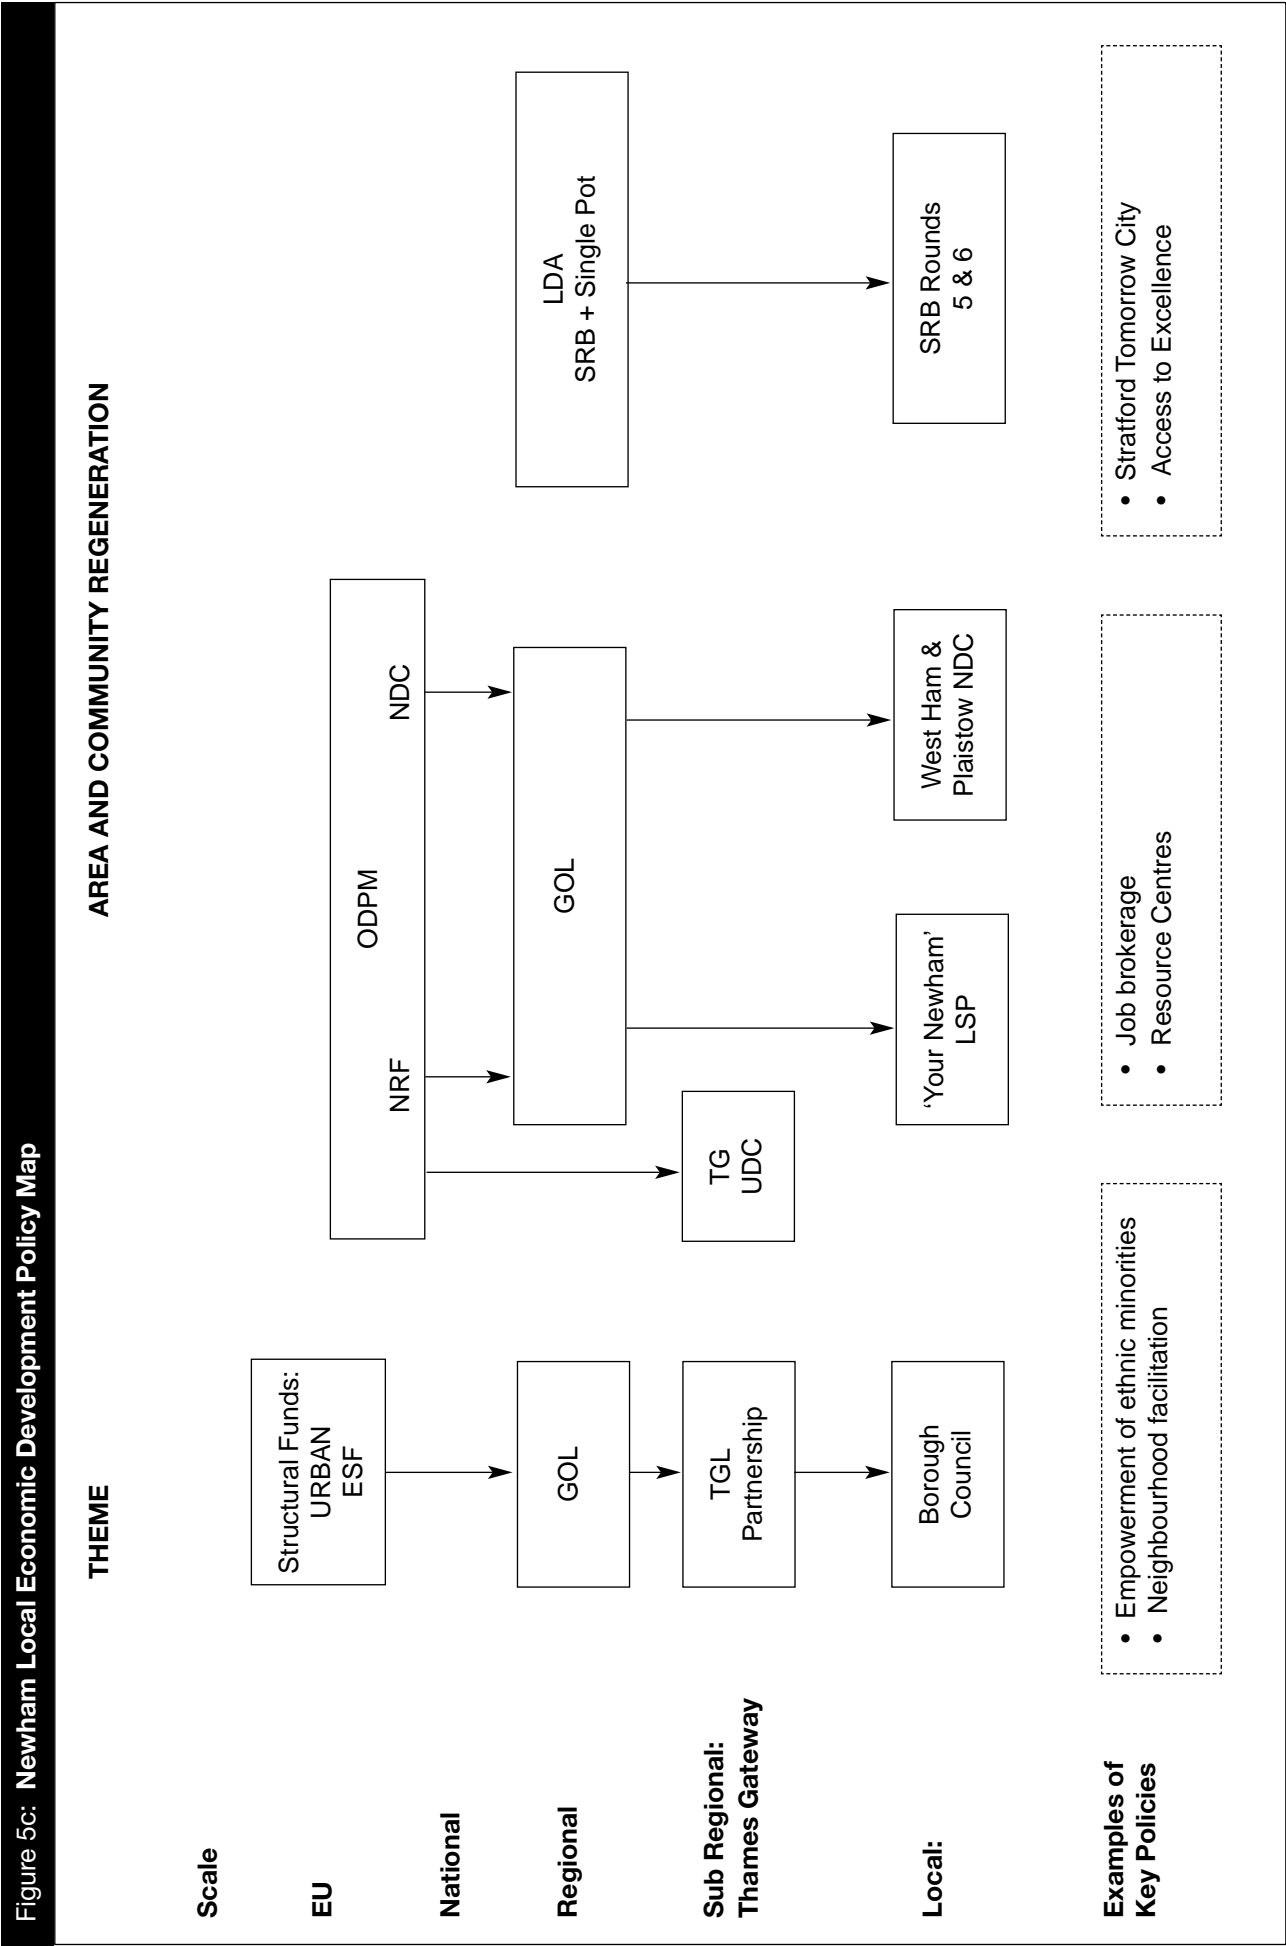 Figure 5c: Newham Local Economic Development Policy Map
THEME
AREA AND COMMUNITY REGENERATION
Scale
EU
Structural Funds:
URBAN
ESF
National
ODPM
NRF
NDC
Regional
GOL
GOL
LDA
SRB + Single Pot
Sub Regional:
Thames Gateway
TGL
Partnership
TG
UDC
Local:
Borough
Council
‘Your Newham’
LSP
West Ham &
Plaistow NDC
SRB Rounds
5 & 6
Examples of
Key Policies
• Empowerment of ethnic minorities
• Neighbourhood facilitation
• Job brokerage
• Resource Centres
• Stratford Tomorrow City
• Access to Excellence